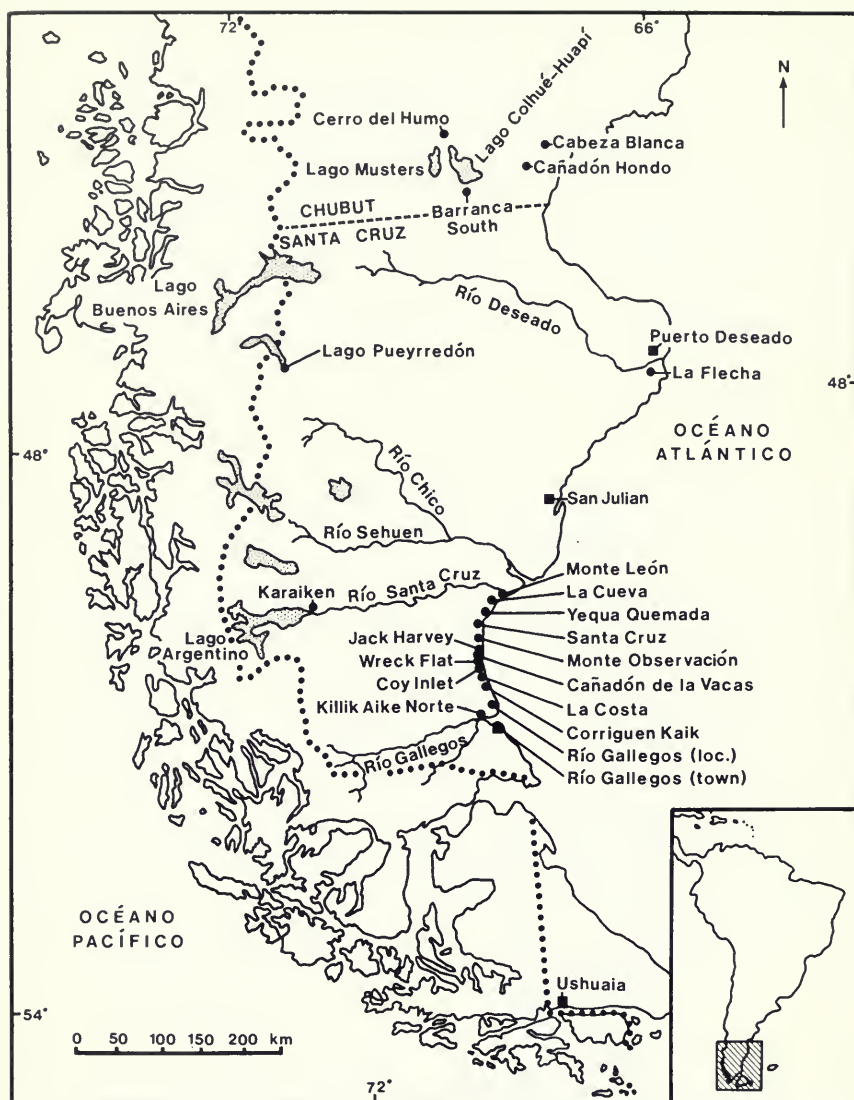 72°
66°
N
Cerro del Humo
Lago Colhué-Huapí
Cabeza Blanca
Lago Musters
Cañadón Hondo
CHUBUT
Barranca
South
SANTA CRUZ
Lago
Buenos Aires
Río Deseado
Puerto Deseado
Lago Pueyrredón
La Flecha
48°
OCÉANO
ATLÁNTICO
48°
Río Chico
San Julian
Río Sehuen
Monte León
Karaiken
Río Santa Cruz
La Cueva
Yequa Quemada
Lago
Argentino
Jack Harvey
Santa Cruz
Wreck Flat
Monte Observación
Coy Inlet
Cañadón de la Vacas
La Costa
Killik Aike Norte
Corriguen Kaik
Río Gallegos
Río Gallegos (loc.)
Río Gallegos (town)
OCÉANO
PACÍFICO
Ushuaia
54°
0 50 100 150 200
km
72°